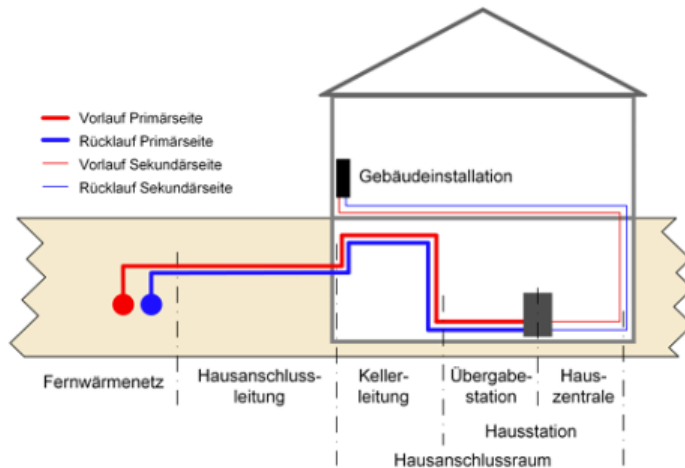 Vorlauf Primärseite
Rücklauf Primärseite
Vorlauf Sekundärseite
Rücklauf Sekundärseite
Gebäudeinstallation
Fernwärmenetz
Hausanschluss-
leitung
Keller-
leitung
Übergabe-
station
Haus-
zentrale
Hausstation
Hausanschlussraum